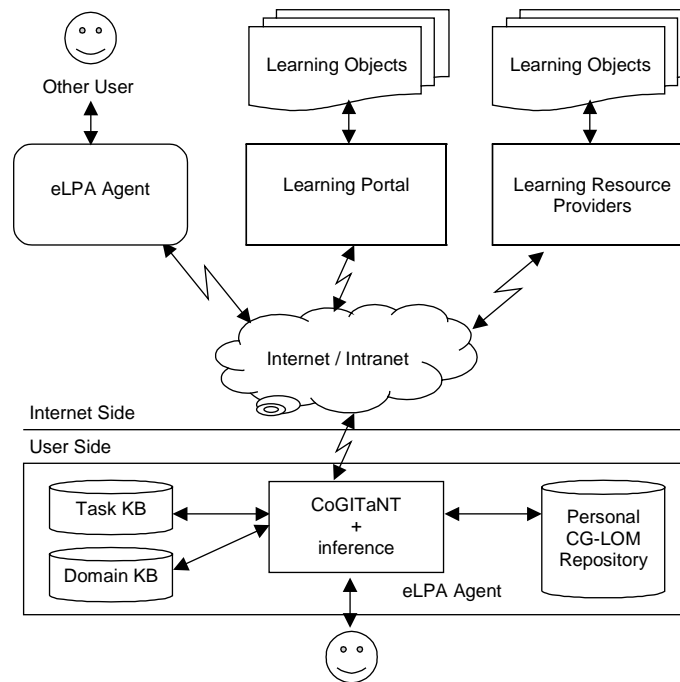 Learning Objects
Learning Objects
Other User
eLPA Agent
Learning Portal
Learning Resource
Providers
Internet / Intranet
Internet Side
User Side
Task KB
Domain KB
CoGITaNT
+
inference
Personal
CG-LOM
Repository
eLPA Agent